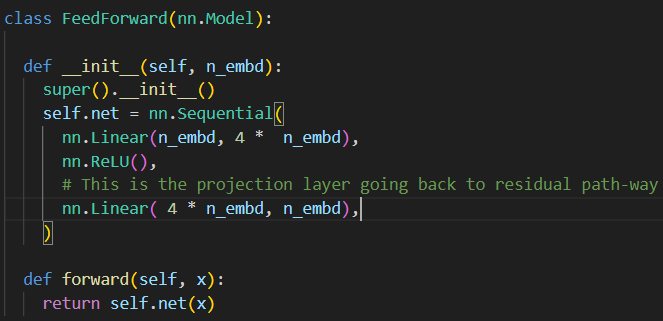 class FeedForward(nn.Model):
def __init__(self, n_embd):
super().__init__()
self.net = nn.Sequential(
nn.Linear(n_embd, 4 *  n_embd),
nn.ReLU(),
# This is the projection layer going back to residual path-way
nn.Linear( 4 * n_embd, n_embd),
)
def forward(self, x):
return self.net(x)